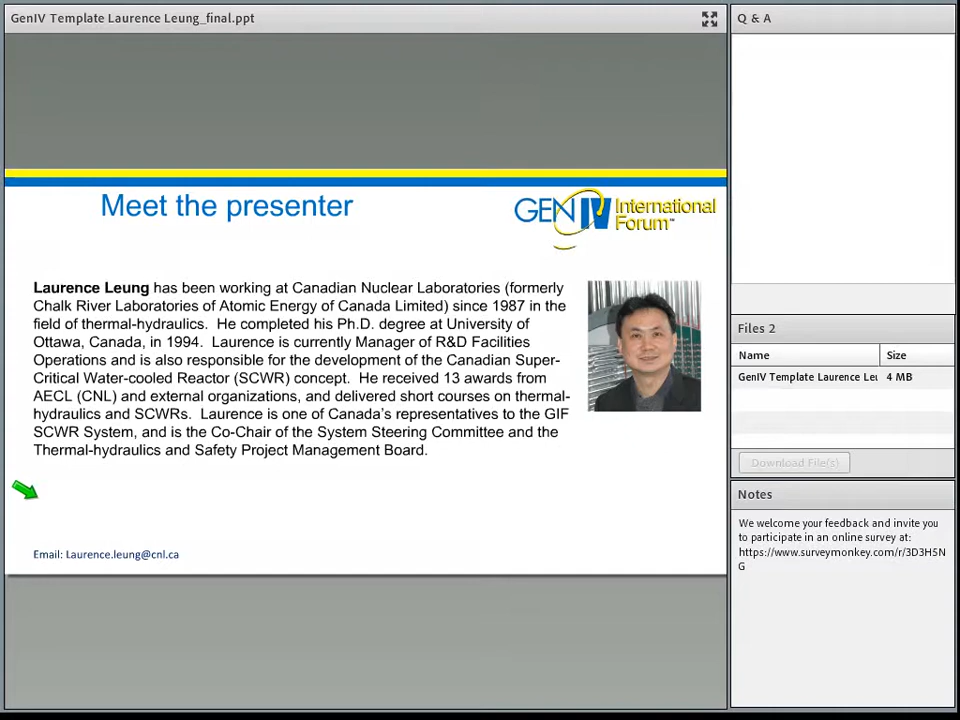 GenIV Template Laurence Leung_final.ppt
Meet the presenter
GENIV International
Forum™
Laurence Leung has been working at Canadian Nuclear Laboratories (formerly
Chalk River Laboratories of Atomic Energy of Canada Limited) since 1987 in the
field of thermal-hydraulics. He completed his Ph.D. degree at University of
Ottawa, Canada, in 1994. Laurence is currently Manager of R&D Facilities
Operations and is also responsible for the development of the Canadian Super-
Critical Water-cooled Reactor (SCWR) concept. He received 13 awards from
AECL (CNL) and external organizations, and delivered short courses on thermal-
hydraulics and SCWRs. Laurence is one of Canada's representatives to the GIF
SCWR System, and is the Co-Chair of the System Steering Committee and the
Thermal-hydraulics and Safety Project Management Board.
Email: Laurence.leung@cnl.ca
Q & A
Files 2
Name Size
GenIV Template Laurence Leu 4 MB
Download File(s)
Notes
We welcome your feedback and invite you
to participate in an online survey at:
https://www.surveymonkey.com/r/3D3H5N
G